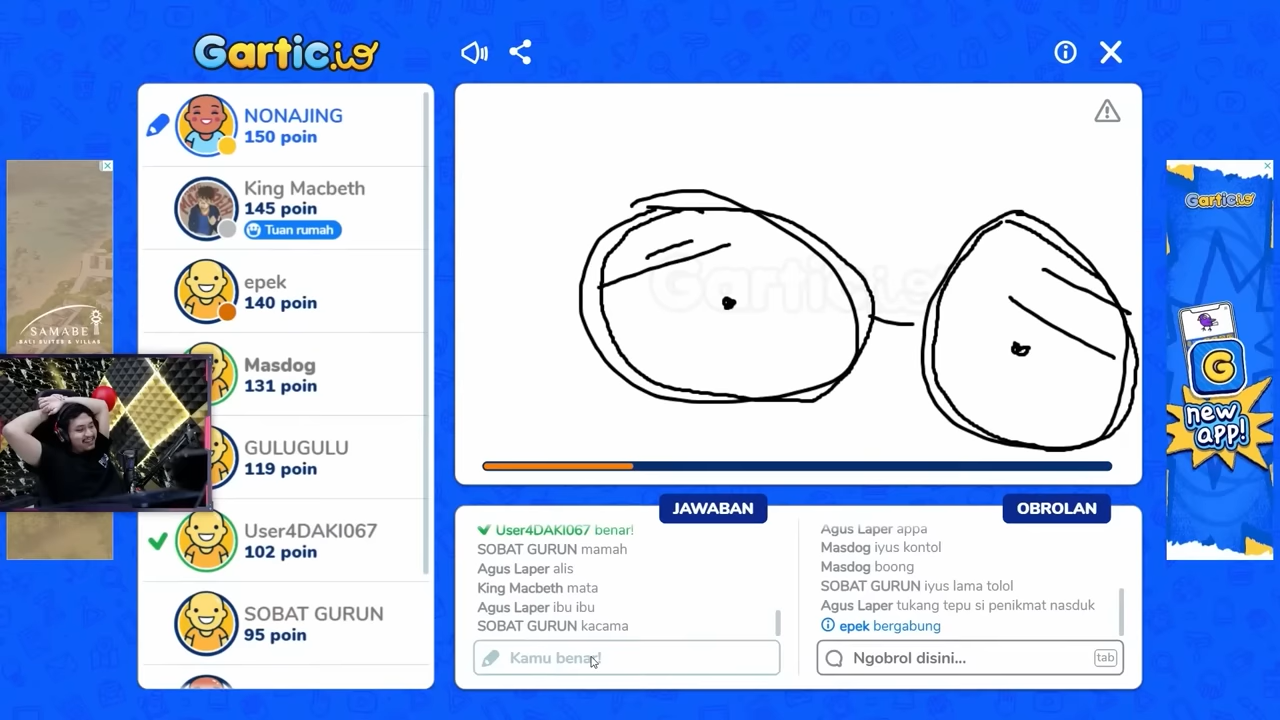 Gartic.io
NONAJING
150 poin
King Macbeth
145 poin
Tuan rumah
epek
140 poin
Masdog
131 poin
GULUGULU
119 poin
User4DAKI067
102 poin
SOBAT GURUN
95 poin
Gartic.io
JAWABAN
User4DAKI067 benar!
SOBAT GURUN mamah
Agus Laper alis
King Macbeth mata
Agus Laper ibu ibu
SOBAT GURUN kacama
Kamu benar!
OBROLAN
Agus Laper appa
Masdog iyus kontol
Masdog boong
SOBAT GURUN iyus lama tolol
Agus Laper tukang tepu si penikmat nasduk
epek bergabung
Ngobrol disini...
tab
SAMABE
BALI SUITES & VILLAS
Gartic.io
G
new
app!